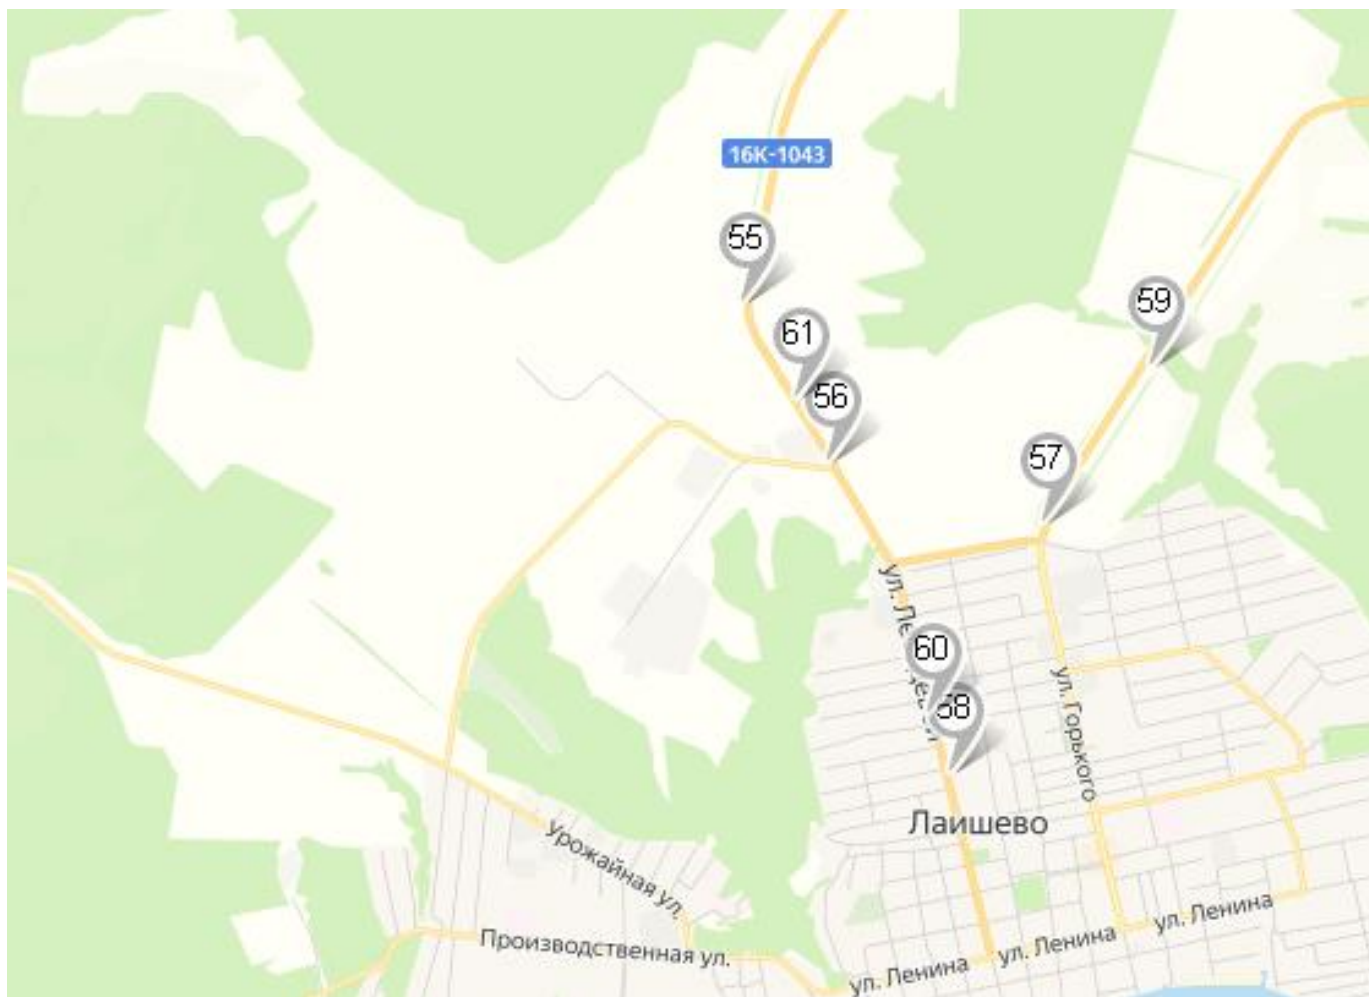 16К-1043
55
59
61
56
57
60
58
ул. Горького
Лаишево
Урожайная ул.
ул. Ленина
ул. Ленина
ул. Ленина
Производственная ул.